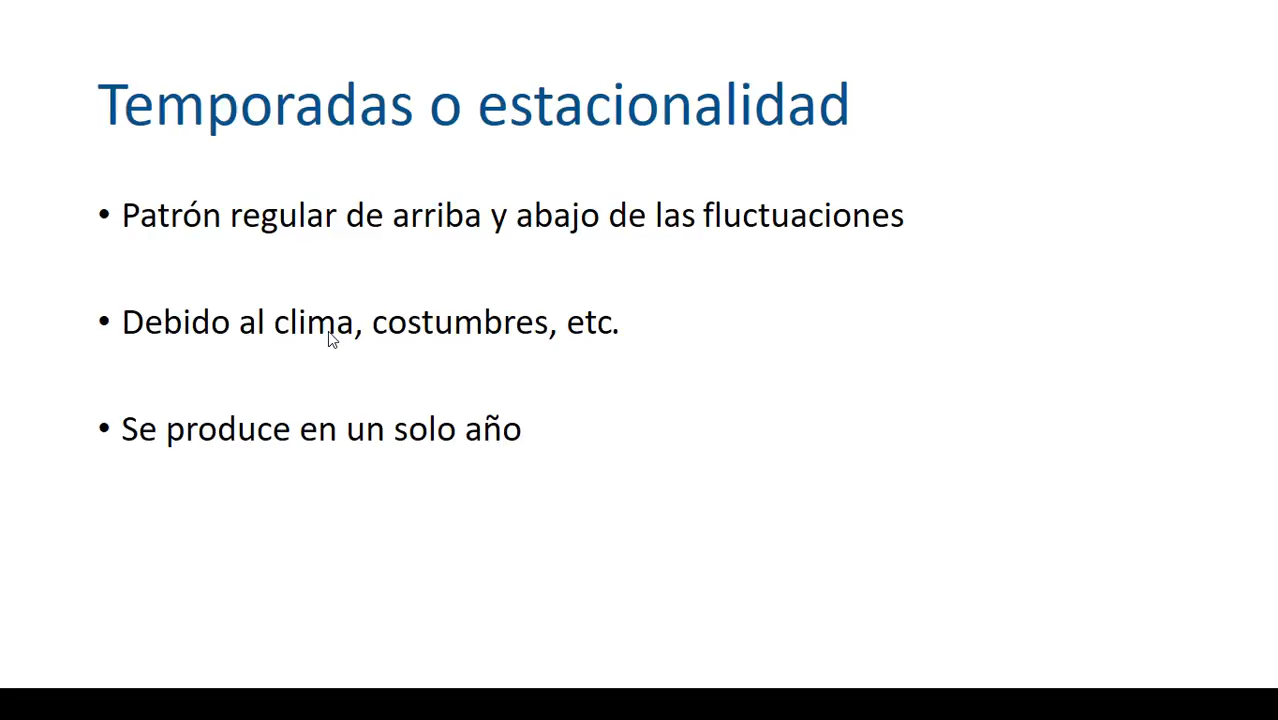 Temporadas o estacionalidad
• Patrón regular de arriba y abajo de las fluctuaciones
• Debido al clima, costumbres, etc.
• Se produce en un solo año